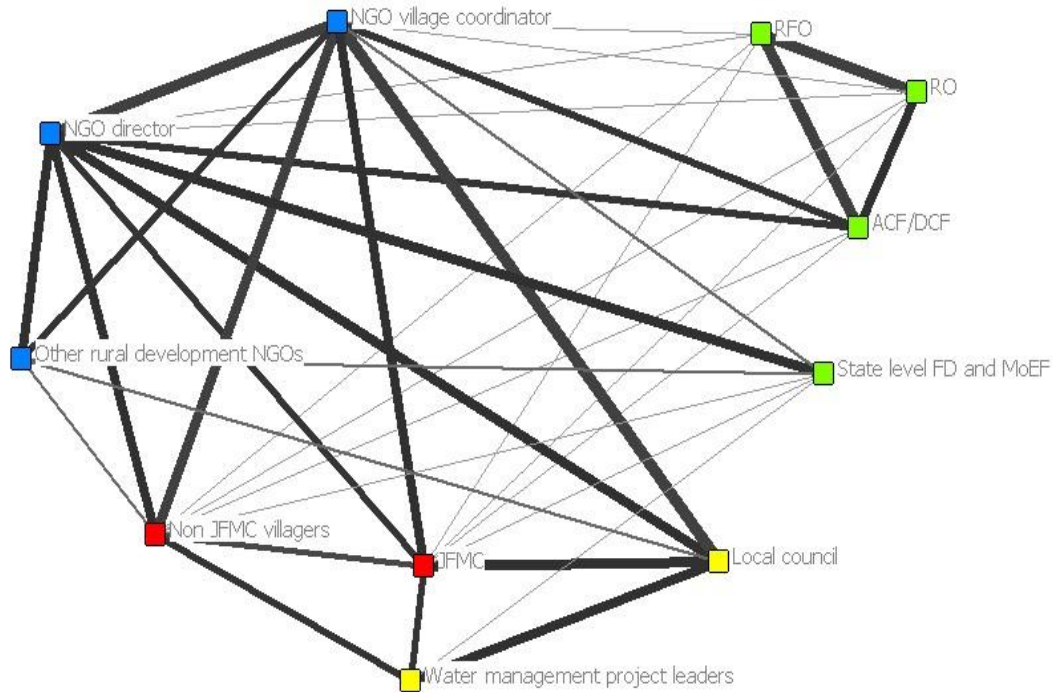 NGO village coordinator
RFO
RO
NGO director
ACF/DCF
Other rural development NGOs
State level FD and MoEF
Non JFMC villagers
JFMC
Local council
Water management project leaders